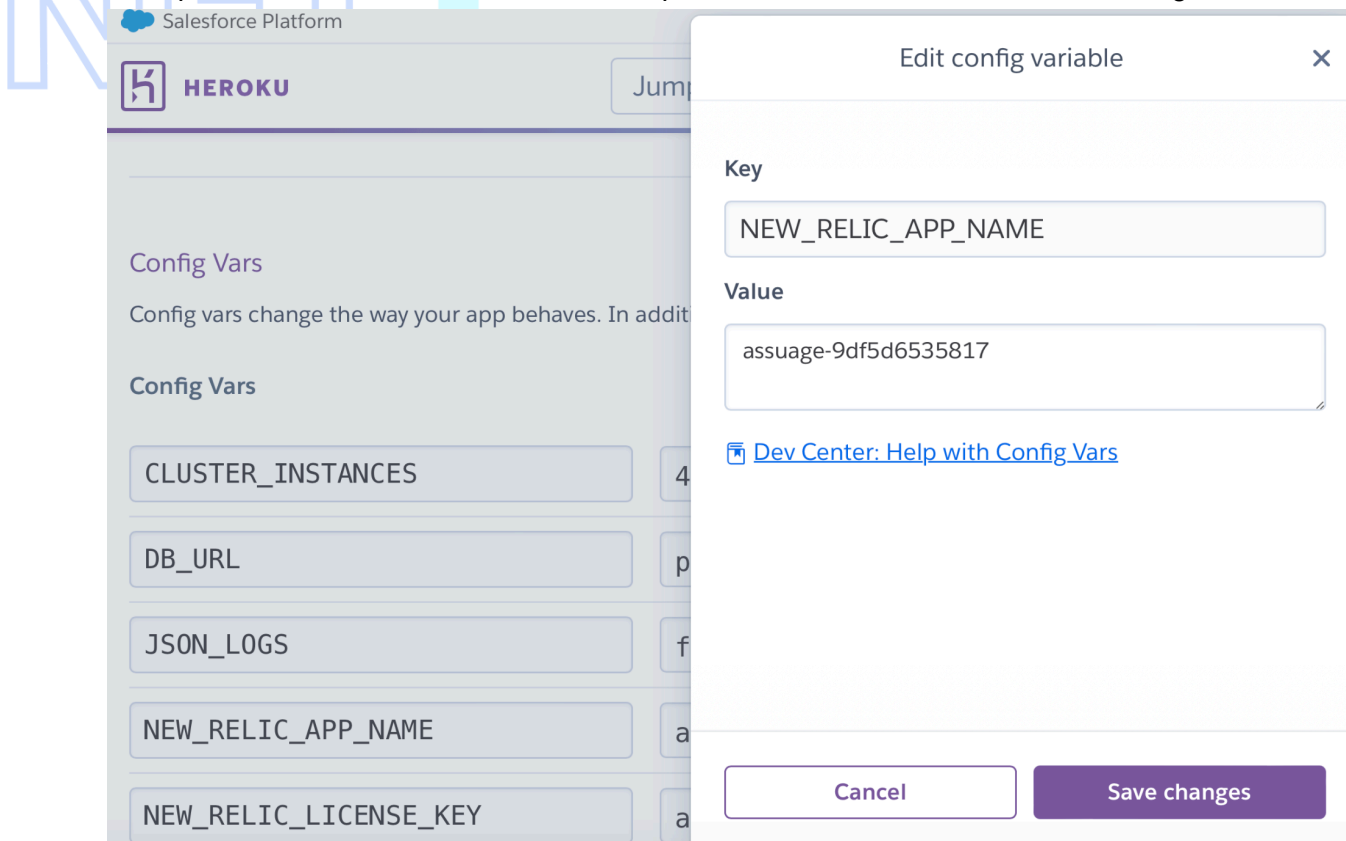 Salesforce Platform
HEROKU
Jump
Config Vars
Config vars change the way your app behaves. In addit
Config Vars
CLUSTER_INSTANCES
4
DB_URL
p
JSON_LOGS
f
NEW_RELIC_APP_NAME
a
NEW_RELIC_LICENSE_KEY
a
Edit config variable
Key
NEW_RELIC_APP_NAME
Value
assuage-9df5d6535817
Dev Center: Help with Config Vars
Cancel
Save changes